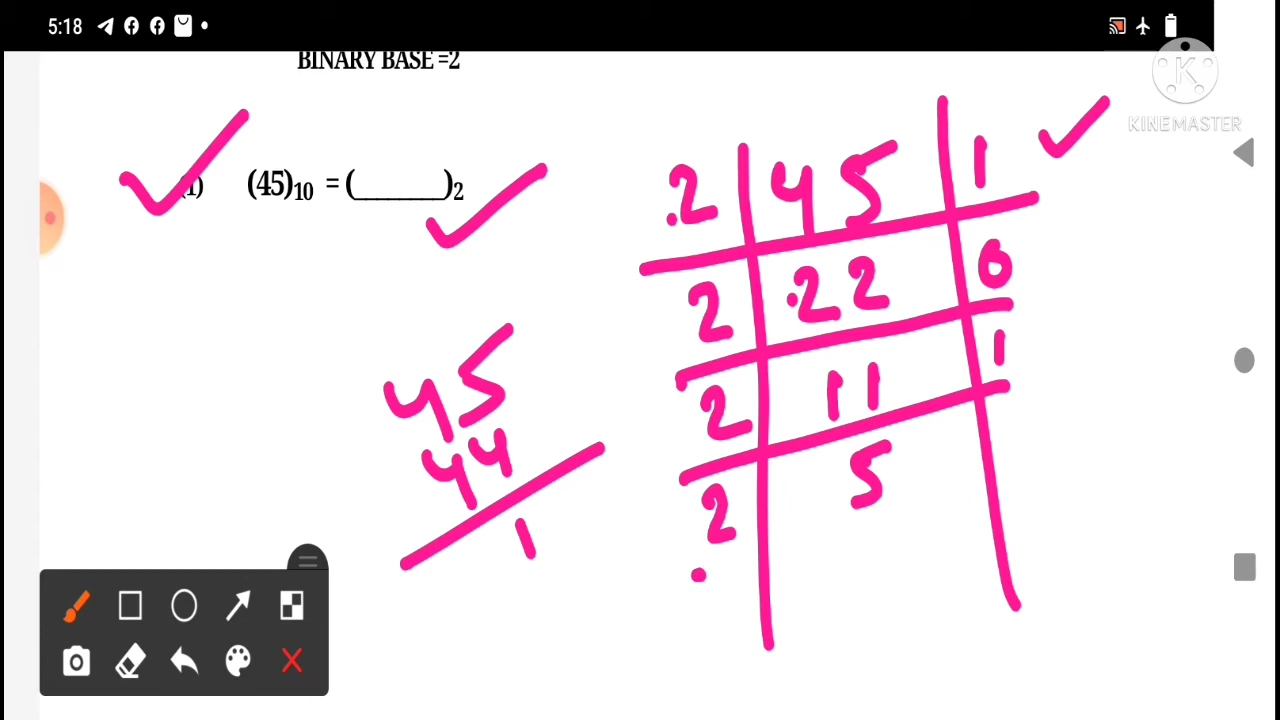 5:18
BINARY BASE =2
KINEMASTER
(1) (45)10 = (________)2
2 45 1
2 22 0
2 11 1
2 5
45
44
1